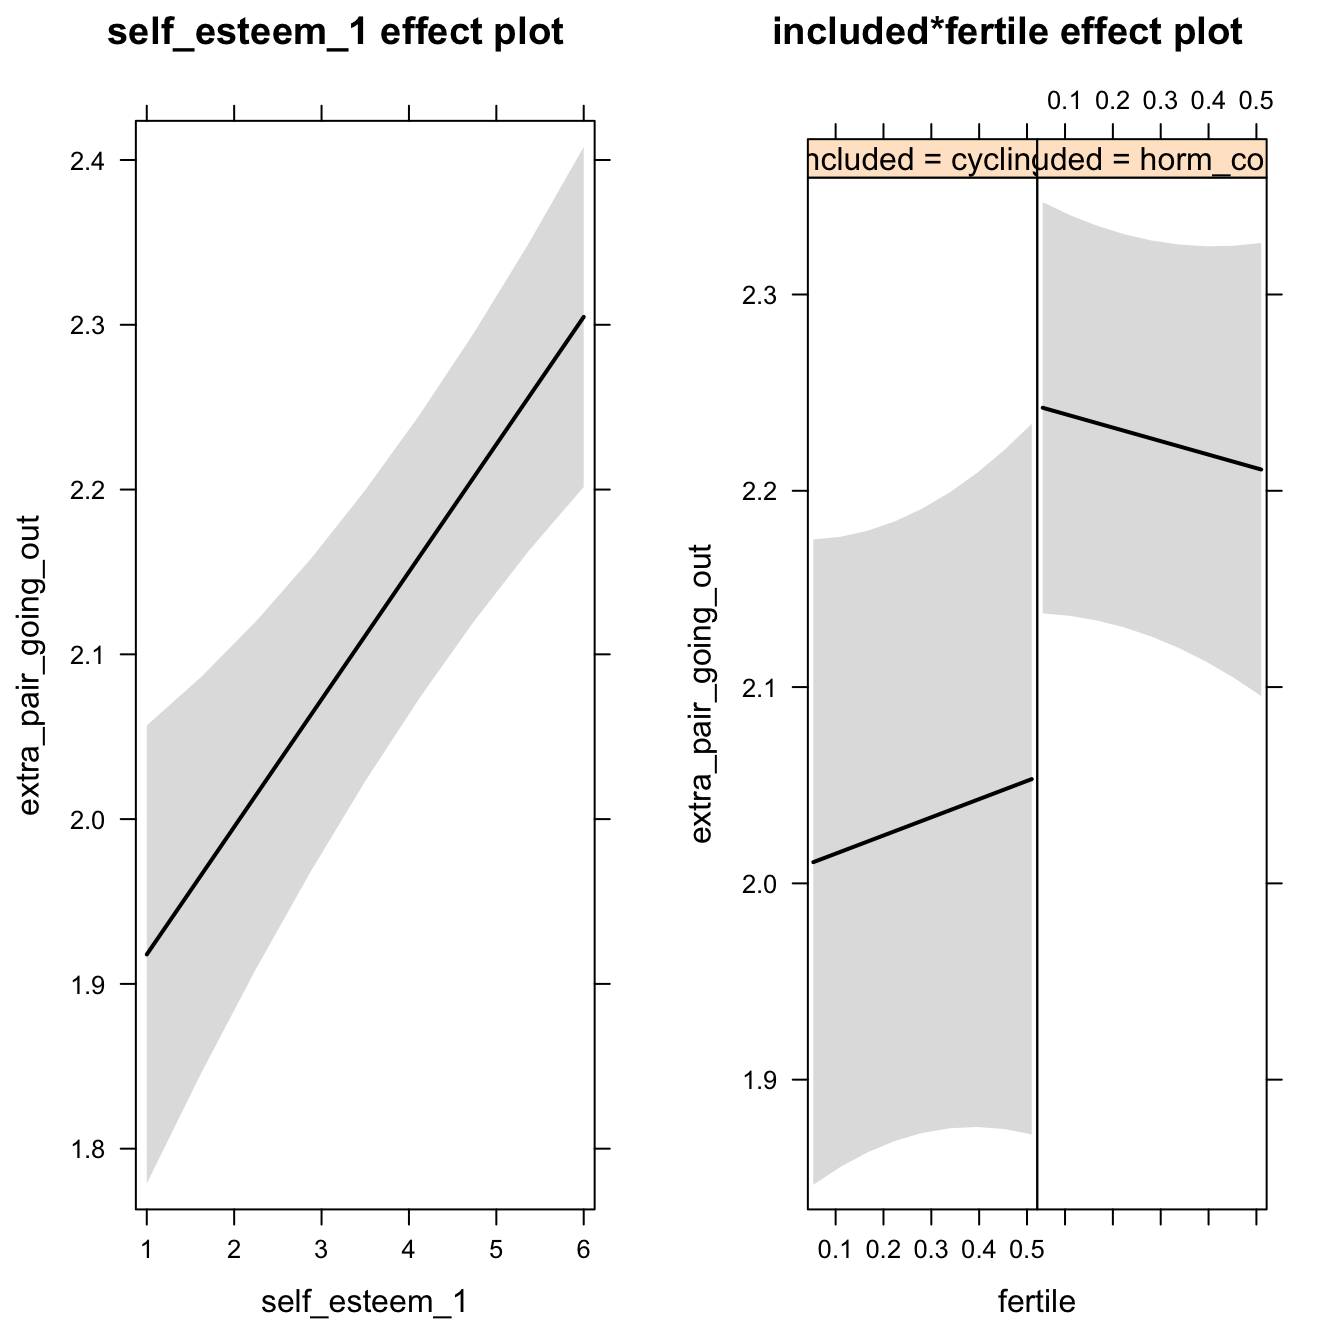 self_esteem_1 effect plot
2.4
2.3
2.2
2.1
2.0
1.9
1.8
extra_pair_going_out
1 2 3 4 5 6
self_esteem_1
included*fertile effect plot
0.1 0.2 0.3 0.4 0.5
ncluded = cycling uded = horm_co
2.3
2.2
2.1
2.0
1.9
extra_pair_going_out
0.1 0.2 0.3 0.4 0.5
fertile